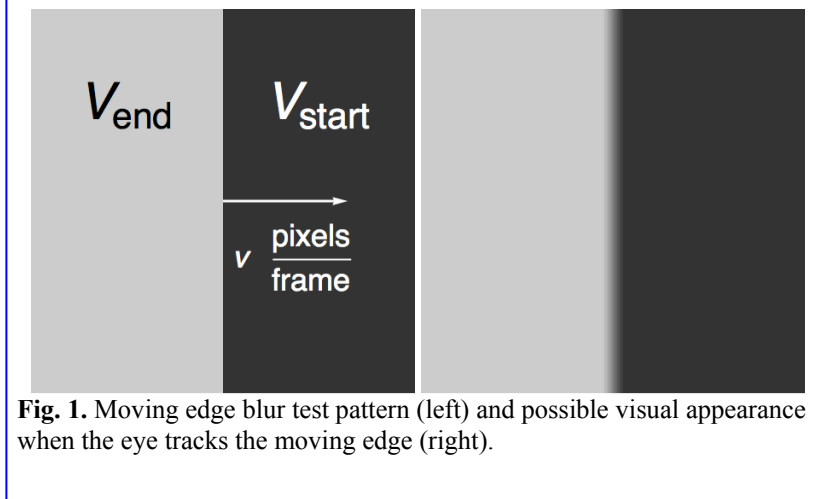 Vend
Vstart
v pixels
frame
Fig. 1. Moving edge blur test pattern (left) and possible visual appearance
when the eye tracks the moving edge (right).